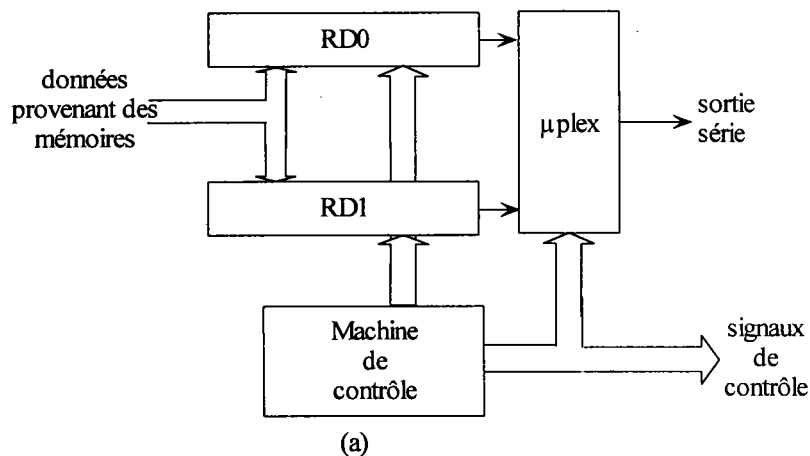 RD0
données
provenant des
mémoires
µplex
sortie
série
RD1
Machine
de
contrôle
signaux
de
contrôle
(a)